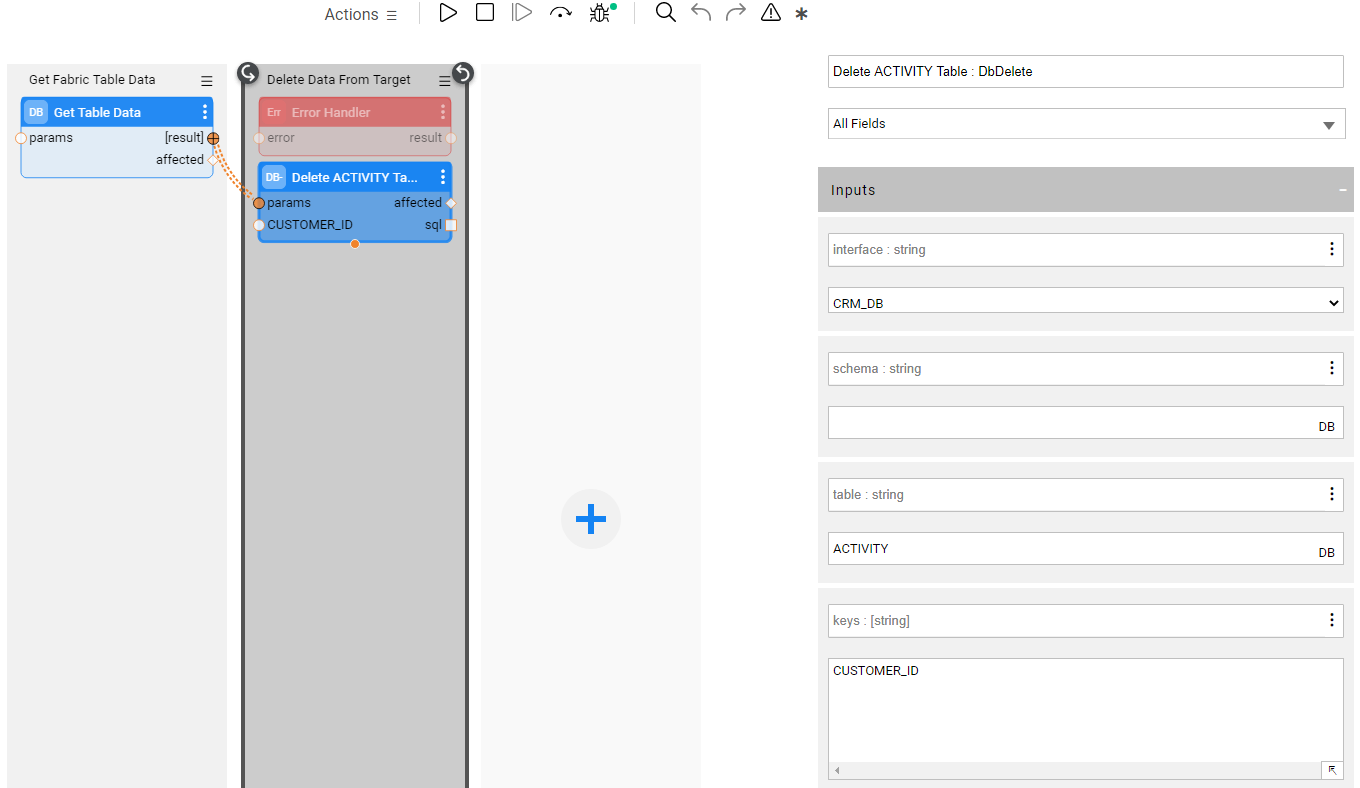 Actions
Get Fabric Table Data
DB Get Table Data
params [result]
affected
Delete Data From Target
Err Error Handler
error result
DB- Delete ACTIVITY Ta...
params affected
CUSTOMER_ID sql
Delete ACTIVITY Table : DbDelete
All Fields
Inputs
interface : string
CRM_DB
schema : string
DB
table : string
ACTIVITY DB
keys : [string]
CUSTOMER_ID